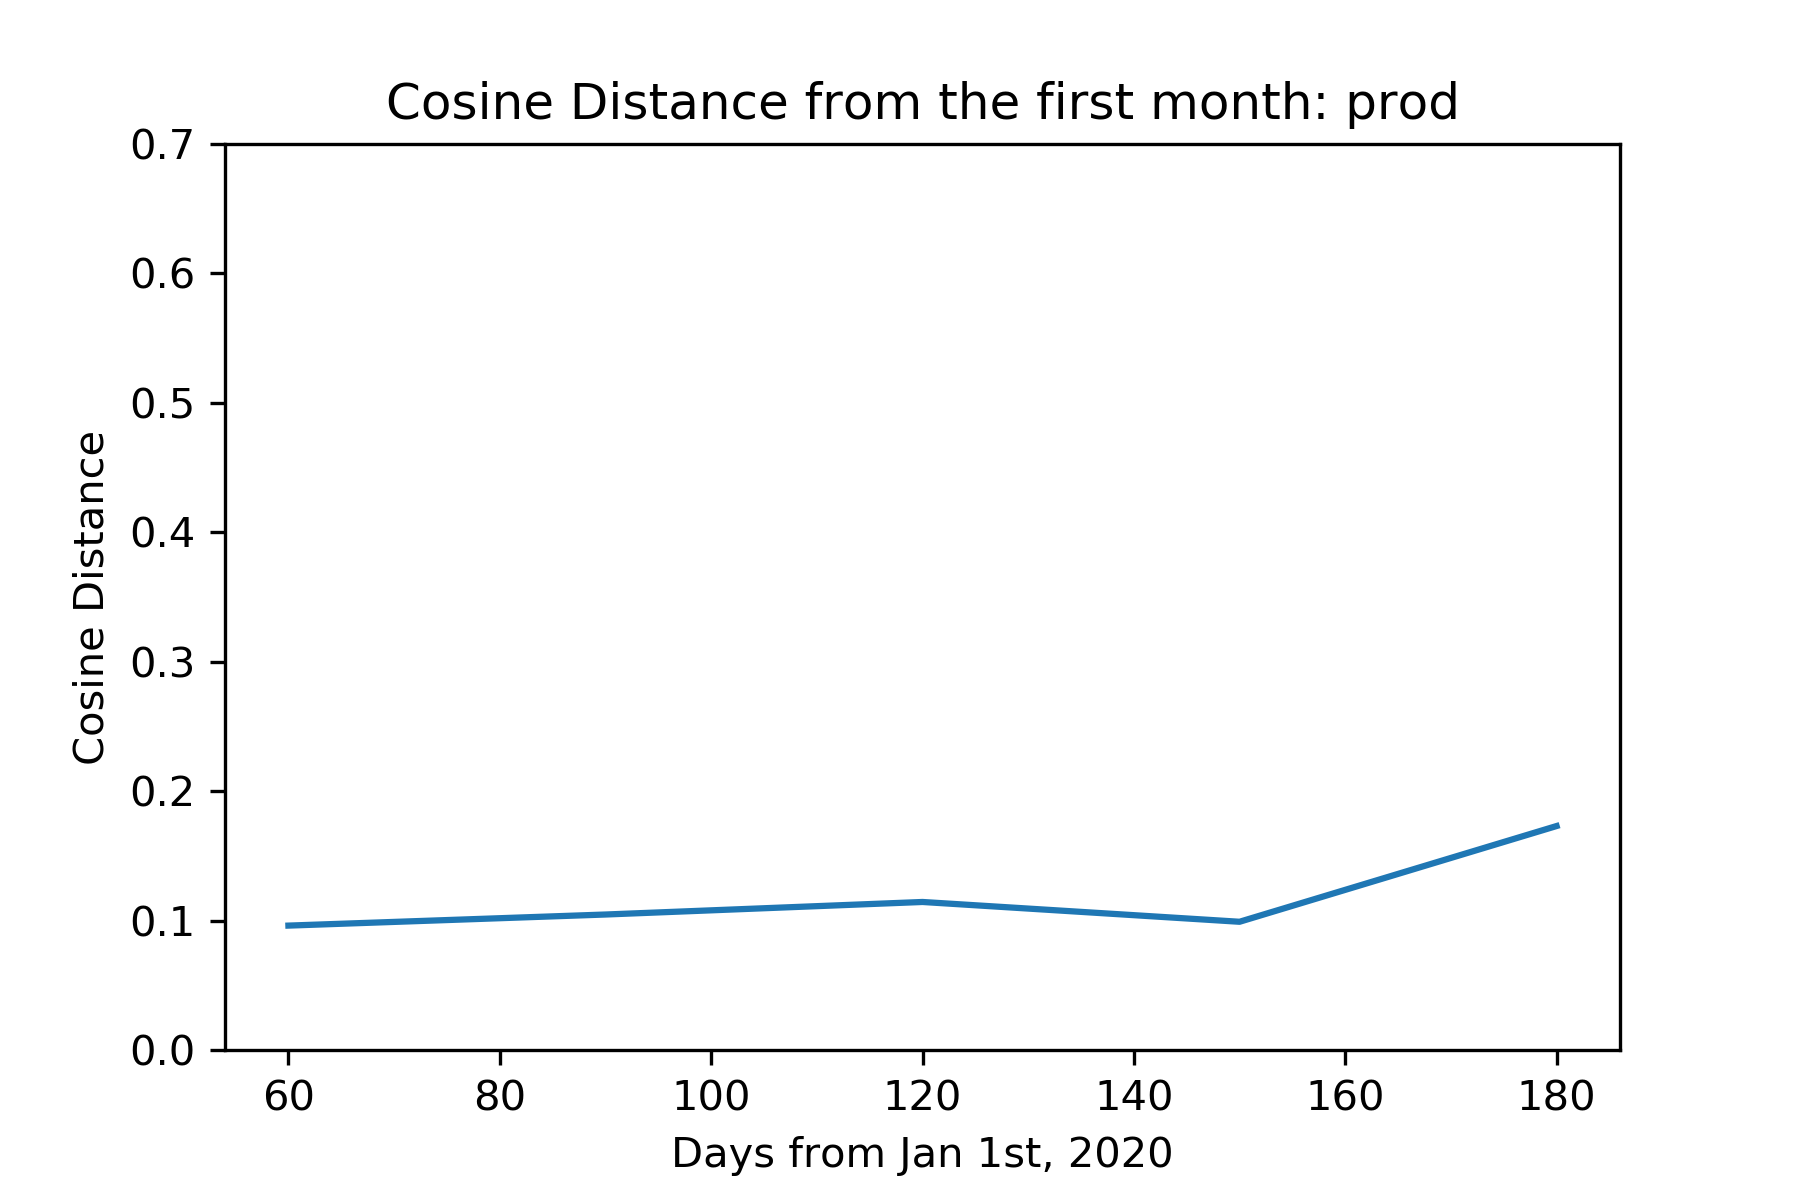 Cosine Distance from the first month: prod
0.7
0.6
0.5
0.4
0.3
0.2
0.1
0.0
Cosine Distance
60 80 100 120 140 160 180
Days from Jan 1st, 2020